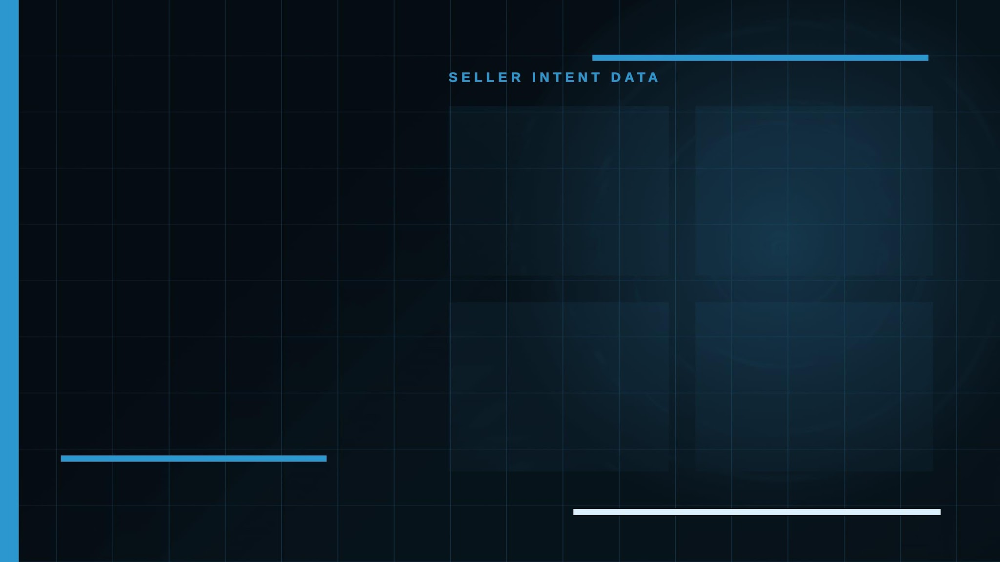 SELLER INTENT DATA